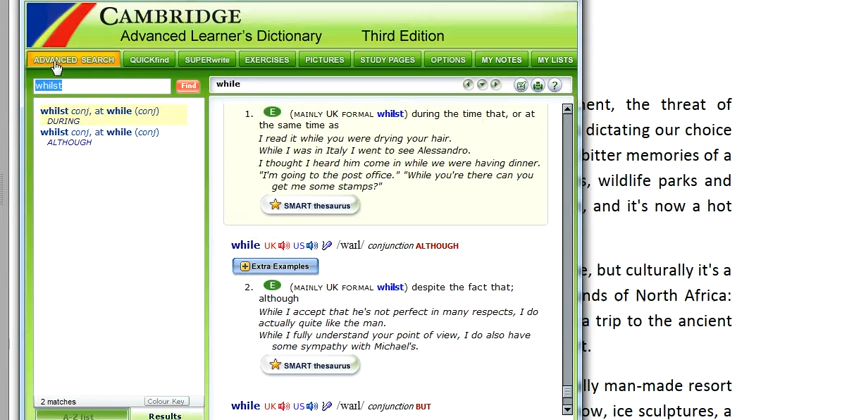 CAMBRIDGE
Advanced Learner's Dictionary Third Edition
ADVANCED SEARCH QUICKfind SUPERwrite EXERCISES PICTURES STUDY PAGES OPTIONS MY NOTES MY LISTS
whilst Find
whilst conj, at while (conj)
DURING
whilst conj, at while (conj)
ALTHOUGH
2 matches Colour Key
A-Z list Results
while
1. E (MAINLY UK FORMAL whilst) during the time that, or at
the same time as
I read it while you were drying your hair.
While I was in Italy I went to see Alessandro.
I thought I heard him come in while we were having dinner.
"I'm going to the post office." "While you're there can you
get me some stamps?"
SMART thesaurus
while UK US /waɪl/ conjunction ALTHOUGH
Extra Examples
2. E (MAINLY UK FORMAL whilst) despite the fact that;
although
While I accept that he's not perfect in many respects, I do
actually quite like the man.
While I fully understand your point of view, I do also have
some sympathy with Michael's.
SMART thesaurus
while UK US /waɪl/ conjunction BUT
ent, the threat of
dictating our choice
bitter memories of a
s, wildlife parks and
, and it's now a hot
e, but culturally it's a
nds of North Africa:
a trip to the ancient
t.
lly man-made resort
ow, ice sculptures, a